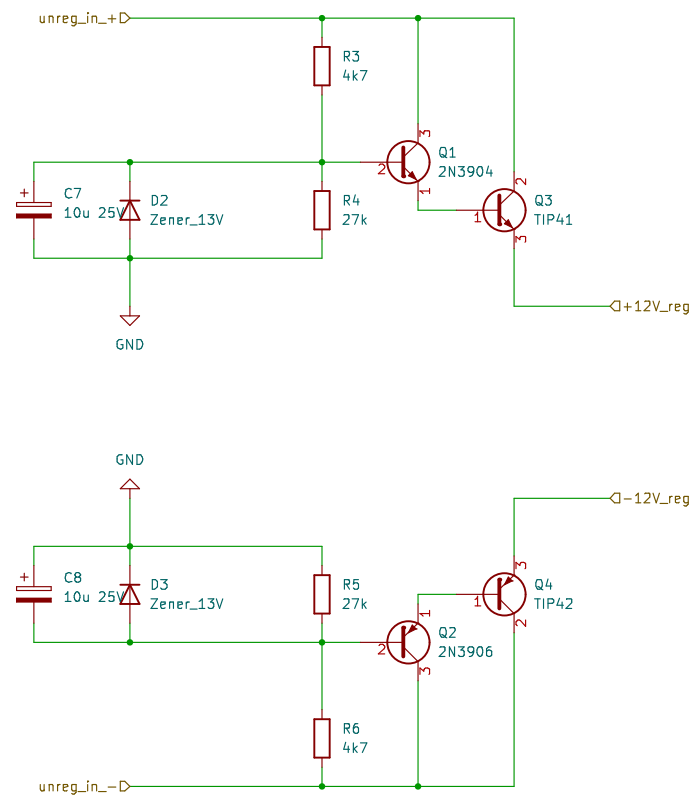 unreg_in_+
R3
4k7
3
Q1
2N3904
2
1
2
Q3
TIP41
1
3
+
C7
10u 25V
D2
Zener_13V
R4
27k
+12V_reg
GND
GND
-12V_reg
+
C8
10u 25V
D3
Zener_13V
R5
27k
3
Q4
TIP42
1
2
1
Q2
2N3906
2
3
R6
4k7
unreg_in_-